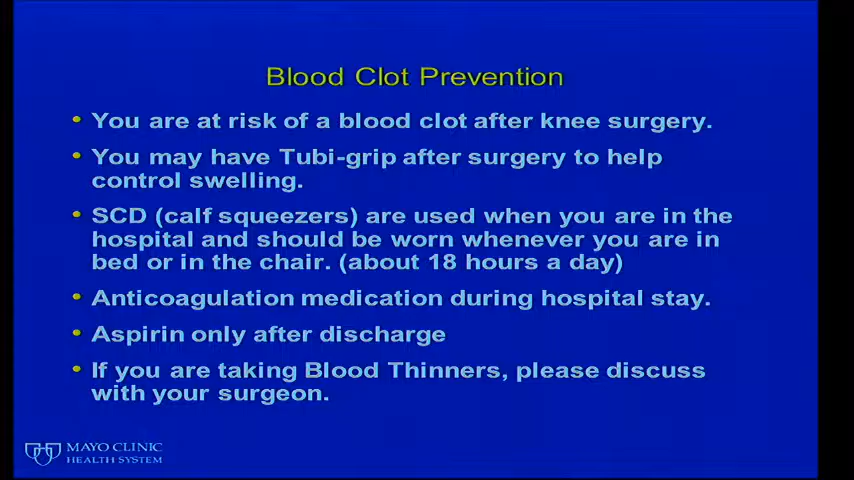 Blood Clot Prevention
• You are at risk of a blood clot after knee surgery.
• You may have Tubi-grip after surgery to help
control swelling.
• SCD (calf squeezers) are used when you are in the
hospital and should be worn whenever you are in
bed or in the chair. (about 18 hours a day)
• Anticoagulation medication during hospital stay.
• Aspirin only after discharge
• If you are taking Blood Thinners, please discuss
with your surgeon.
MAYO CLINIC
HEALTH SYSTEM